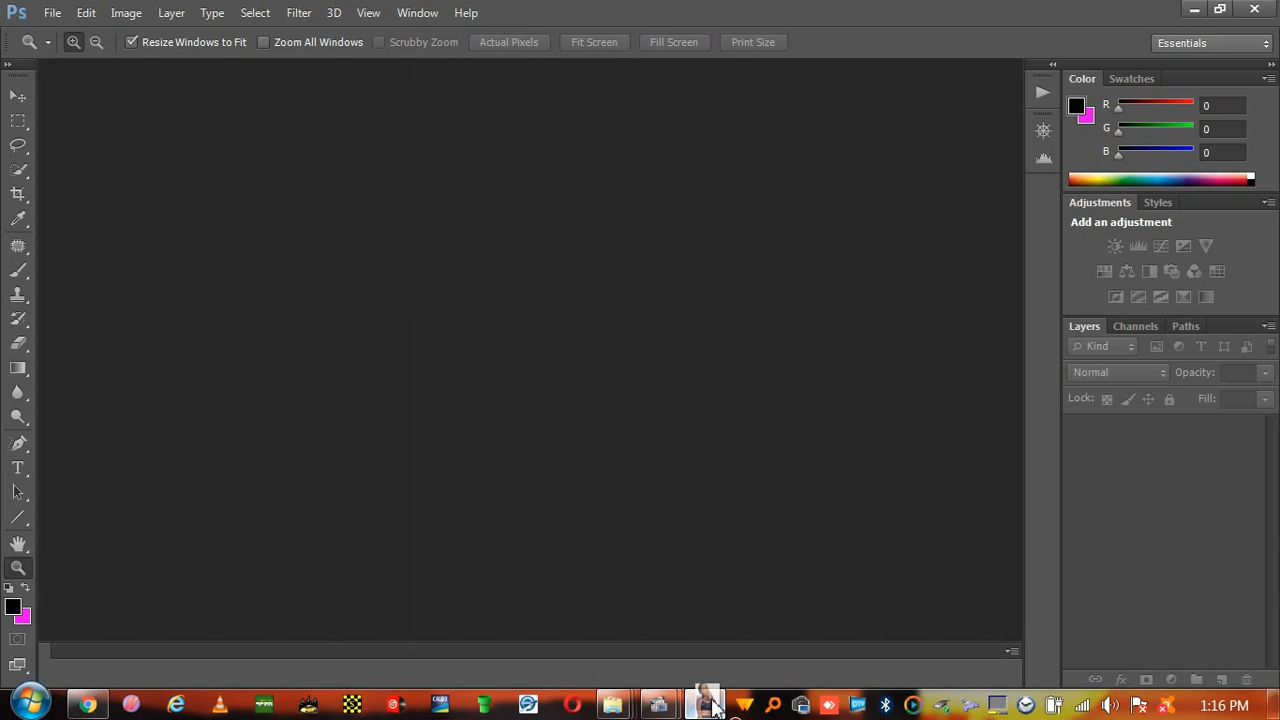 Ps File Edit Image Layer Type Select Filter 3D View Window Help
Resize Windows to Fit Zoom All Windows Scrubby Zoom Actual Pixels Fit Screen Fill Screen Print Size Essentials
Color Swatches
R 0
G 0
B 0
Adjustments Styles
Add an adjustment
Layers Channels Paths
Kind
Normal Opacity:
Lock: Fill:
1:16 PM